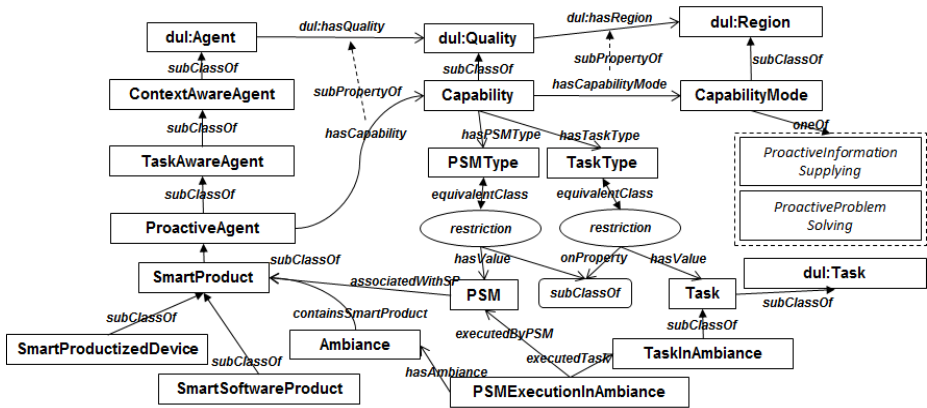 dul:Agent
dul:hasQuality
dul:Quality
dul:hasRegion
dul:Region
subClassOf
subPropertyOf
subClassOf
subPropertyOf
subClassOf
ContextAwareAgent
Capability
hasCapabilityMode
CapabilityMode
subClassOf
hasCapability
hasPSMType
hasTaskType
oneOf
TaskAwareAgent
PSMType
TaskType
ProactiveInformation
Supplying
subClassOf
equivalentClass
equivalentClass
ProactiveProblem
Solving
ProactiveAgent
restriction
restriction
subClassOf
hasValue
onProperty
hasValue
SmartProduct
associatedWithSP
PSM
subClassOf
Task
dul:Task
subClassOf
subClassOf
containsSmartProduct
executedByPSM
subClassOf
SmartProductizedDevice
Ambiance
TaskInAmbiance
subClassOf
hasAmbiance
executedTask
SmartSoftwareProduct
PSMExecutionInAmbiance